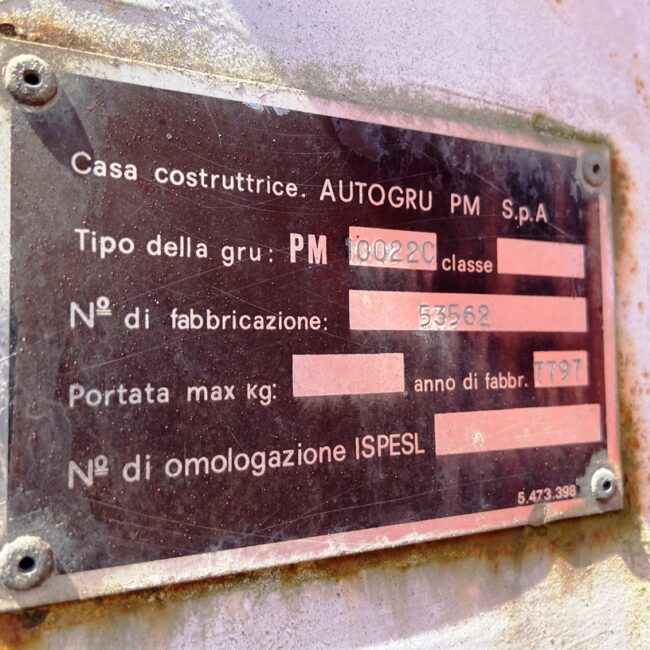 Casa costruttrice. AUTOGRU PM S.p.A
Tipo della gru: PM 10022C classe
Nº di fabbricazione: 53562
Portata max Kg: anno di fabbr. 7797
Nº di omologazione ISPESL
5.473.398